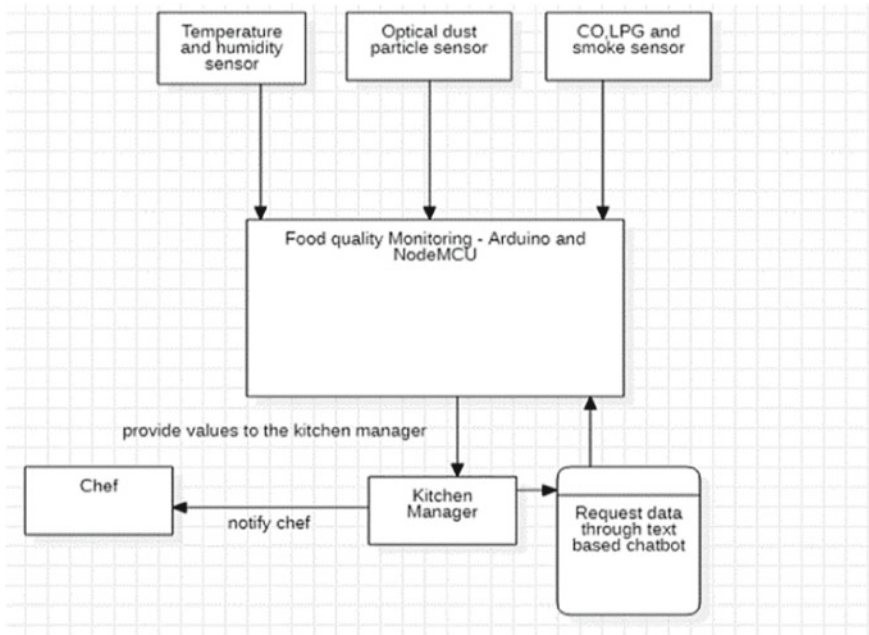 Temperature
and humidity
sensor
Optical dust
particle sensor
CO,LPG and
smoke sensor
Food quality Monitoring - Arduino and
NodeMCU
provide values to the kitchen manager
Chef
notify chef
Kitchen
Manager
Request data
through text
based chatbot